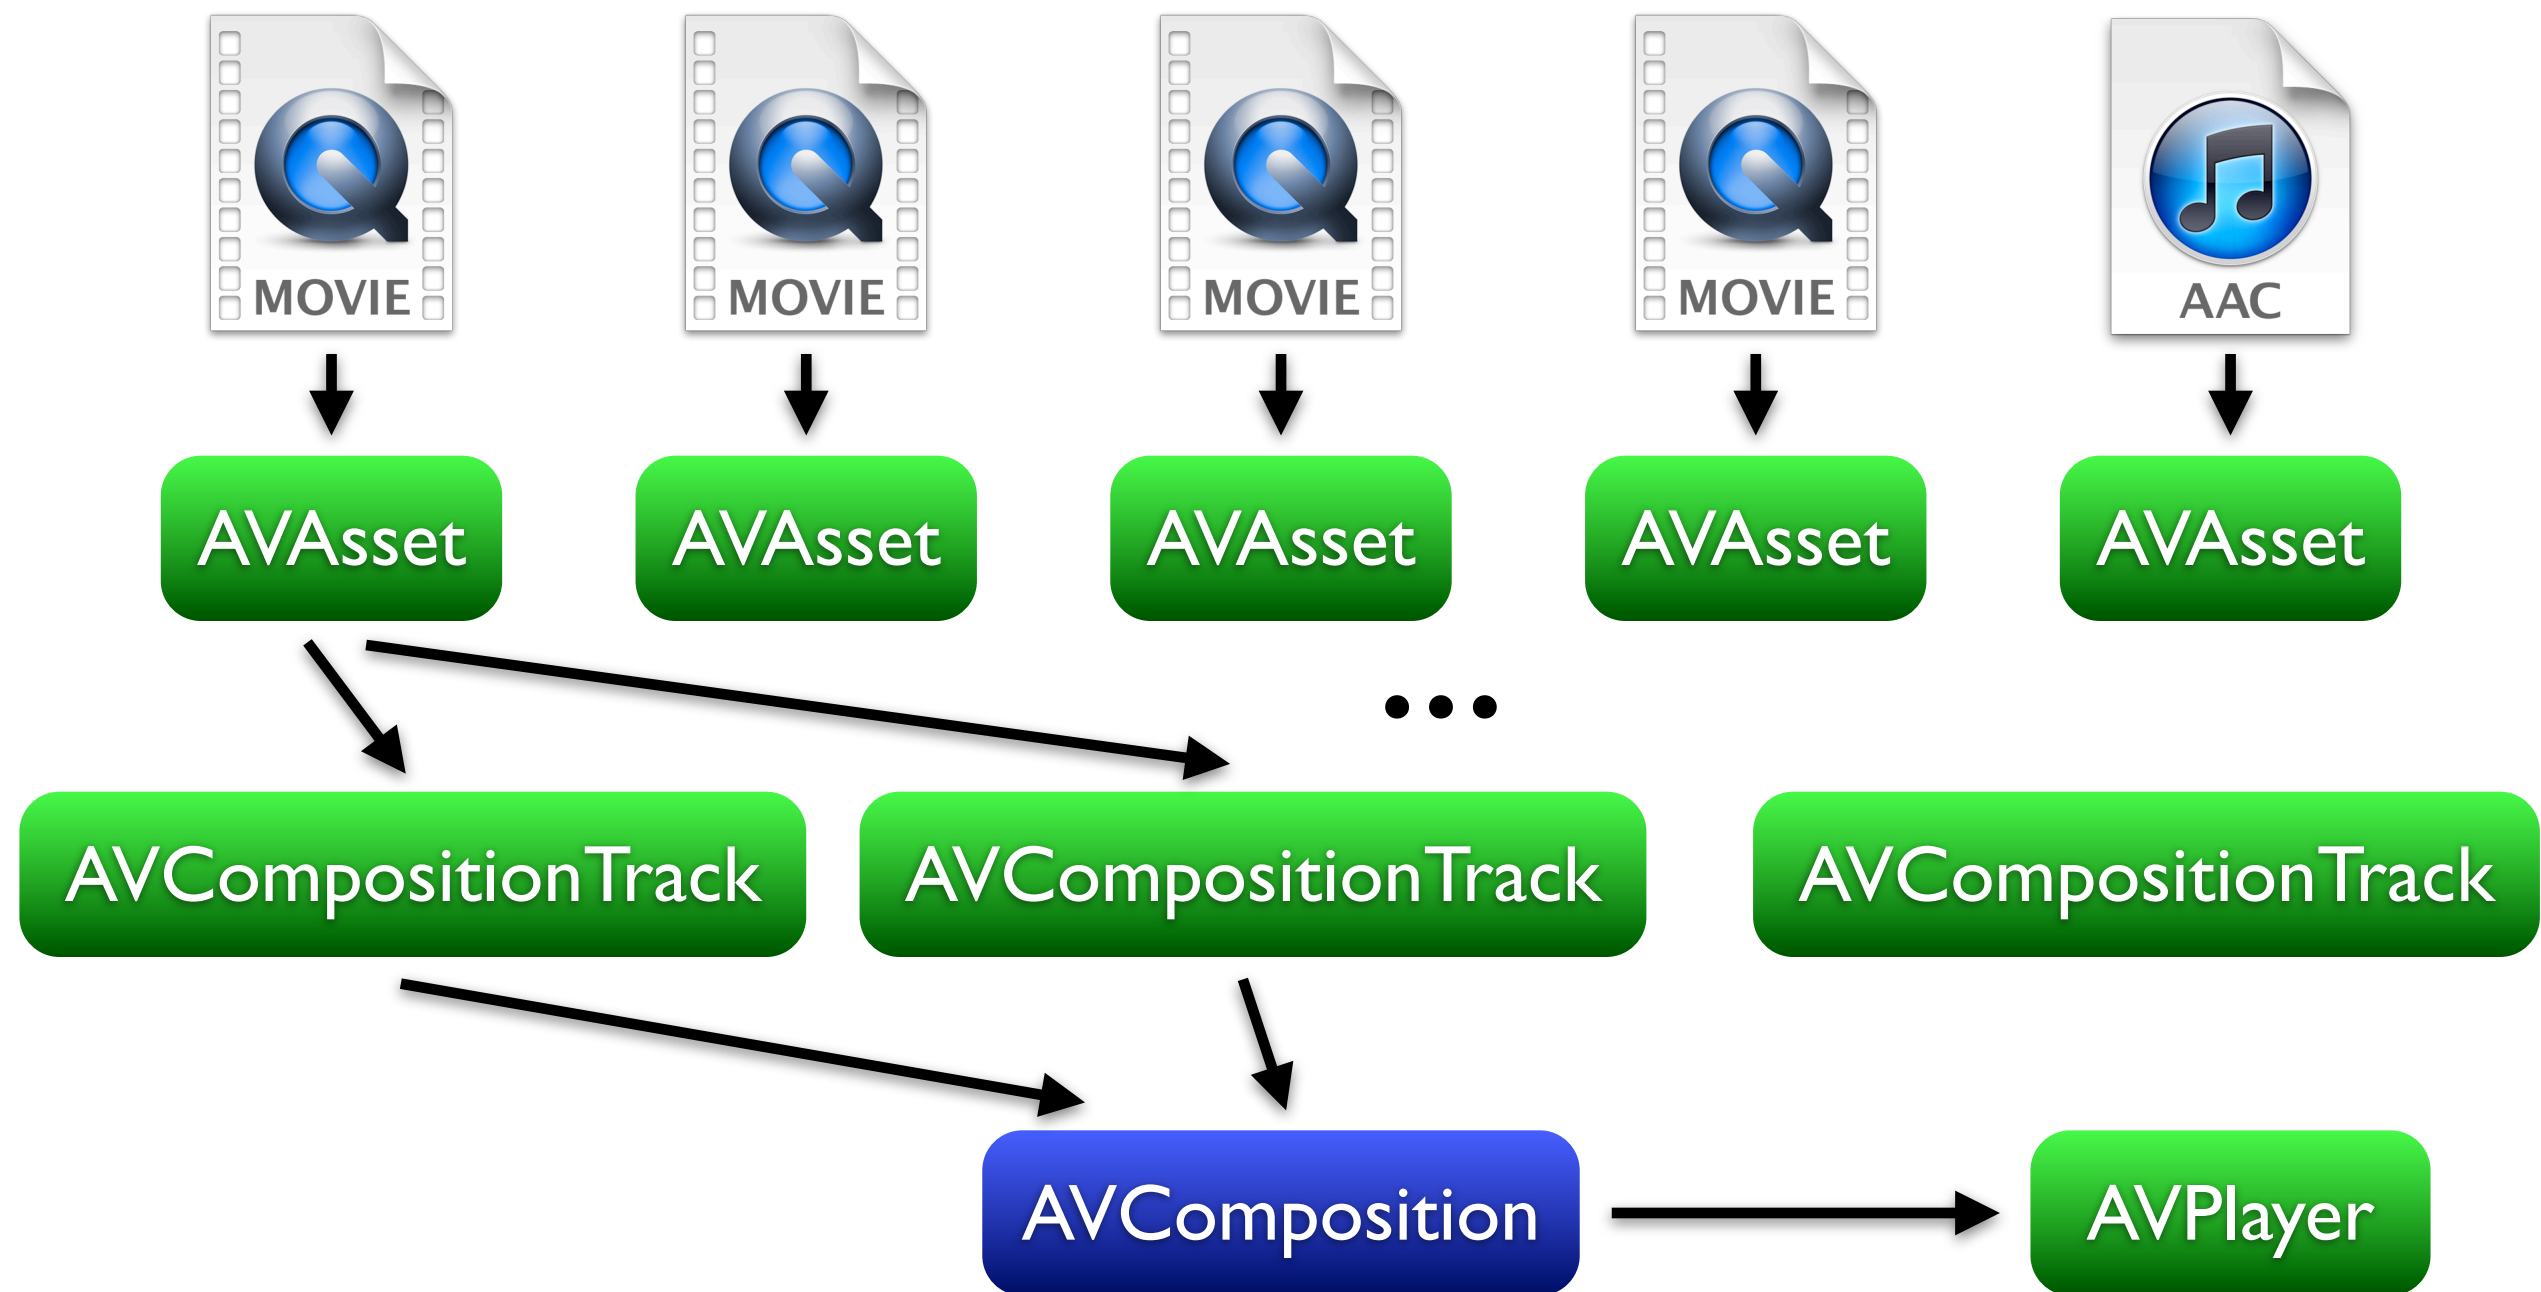 MOVIE MOVIE MOVIE MOVIE AAC
AVAsset AVAsset AVAsset AVAsset AVAsset
...
AVCompositionTrack AVCompositionTrack AVCompositionTrack
AVComposition AVPlayer